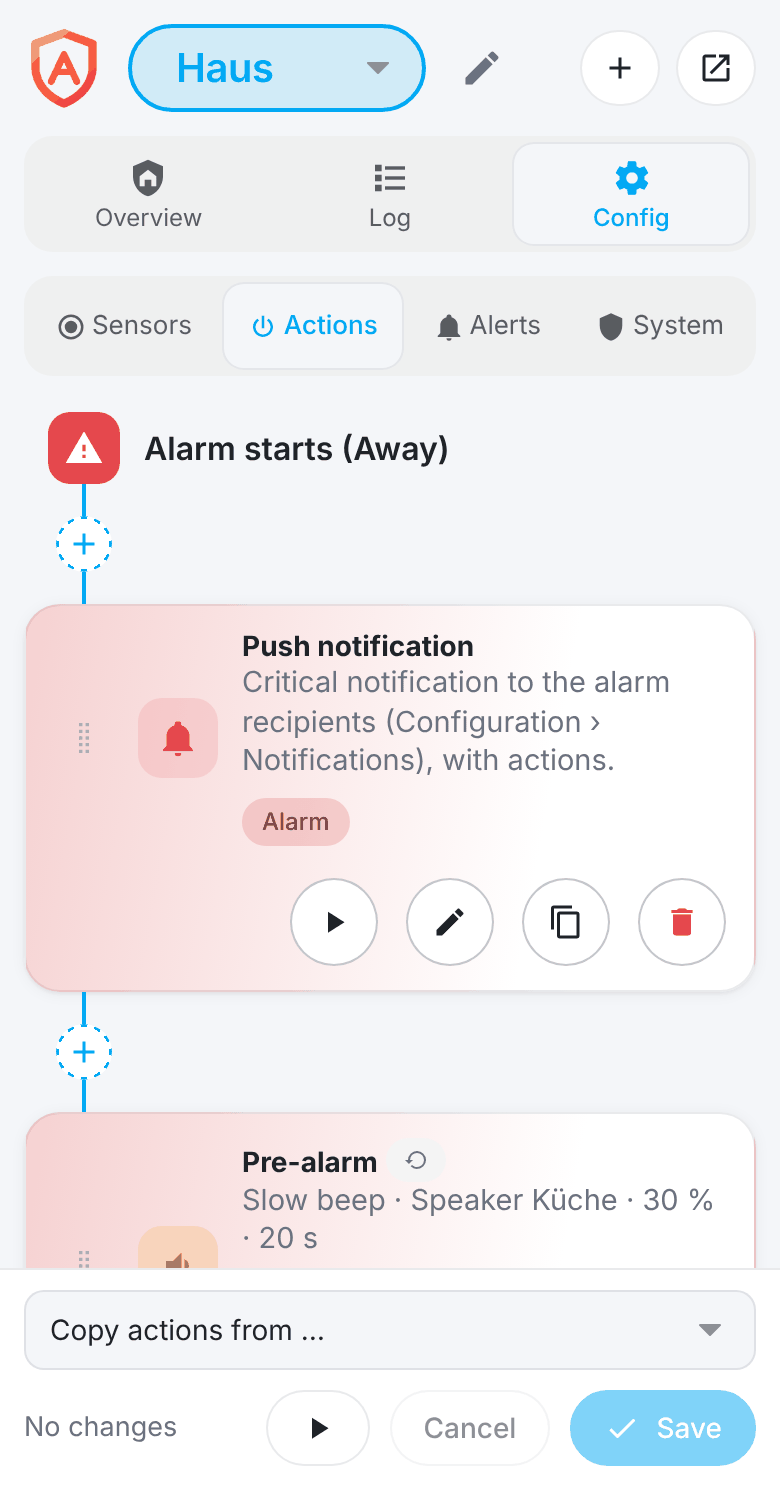 Haus
Overview
Log
Config
Sensors
Actions
Alerts
System
Alarm starts (Away)
Push notification
Critical notification to the alarm
recipients (Configuration ›
Notifications), with actions.
Alarm
Pre-alarm
Slow beep · Speaker Küche · 30 %
· 20 s
Copy actions from ...
No changes
Cancel
Save